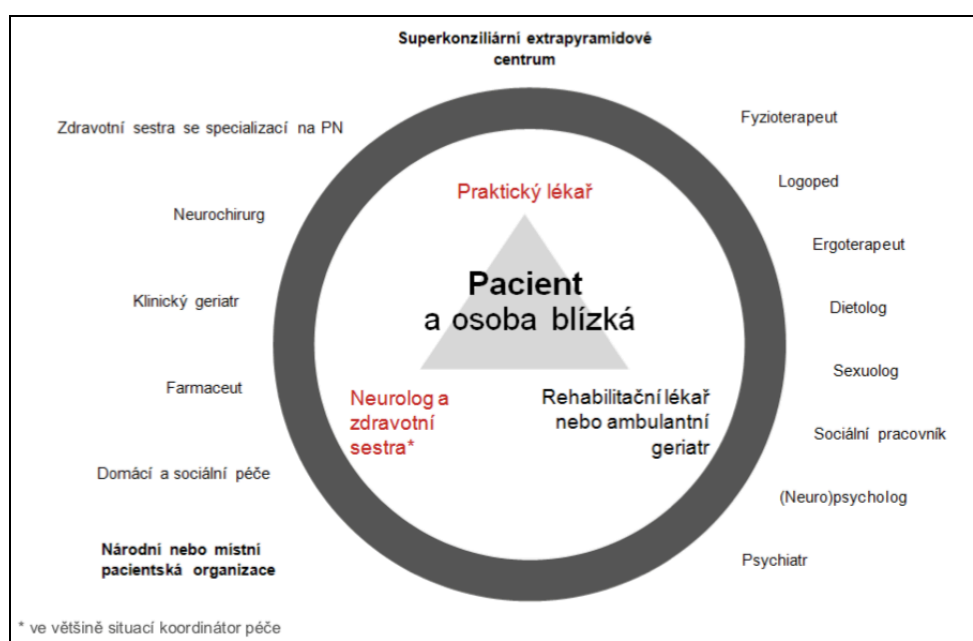 Superkonziliární extrapyramidové
centrum
Zdravotní sestra se specializací na PN
Neurochirurg
Klinický geriatr
Farmaceut
Domácí a sociální péče
Národní nebo místní
pacientská organizace
Praktický lékař
Pacient
a osoba blízká
Neurolog a
zdravotní
sestra*
Rehabilitační lékař
nebo ambulantní
geriatr
Fyzioterapeut
Logoped
Ergoterapeut
Dietolog
Sexuolog
Sociální pracovník
(Neuro)psycholog
Psychiatr
* ve většině situací koordinátor péče